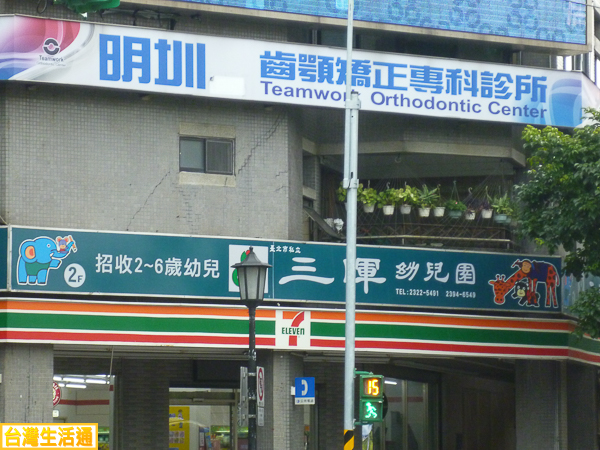 Teamwork
明圳 齒顎矯正專科診所
Teamwork Orthodontic Center
2F
招收2~6歲幼兒
臺北市私立
三暉幼兒園
TEL: 2322-5491 2394-6549
7
ELEVEN
15
台灣生活通